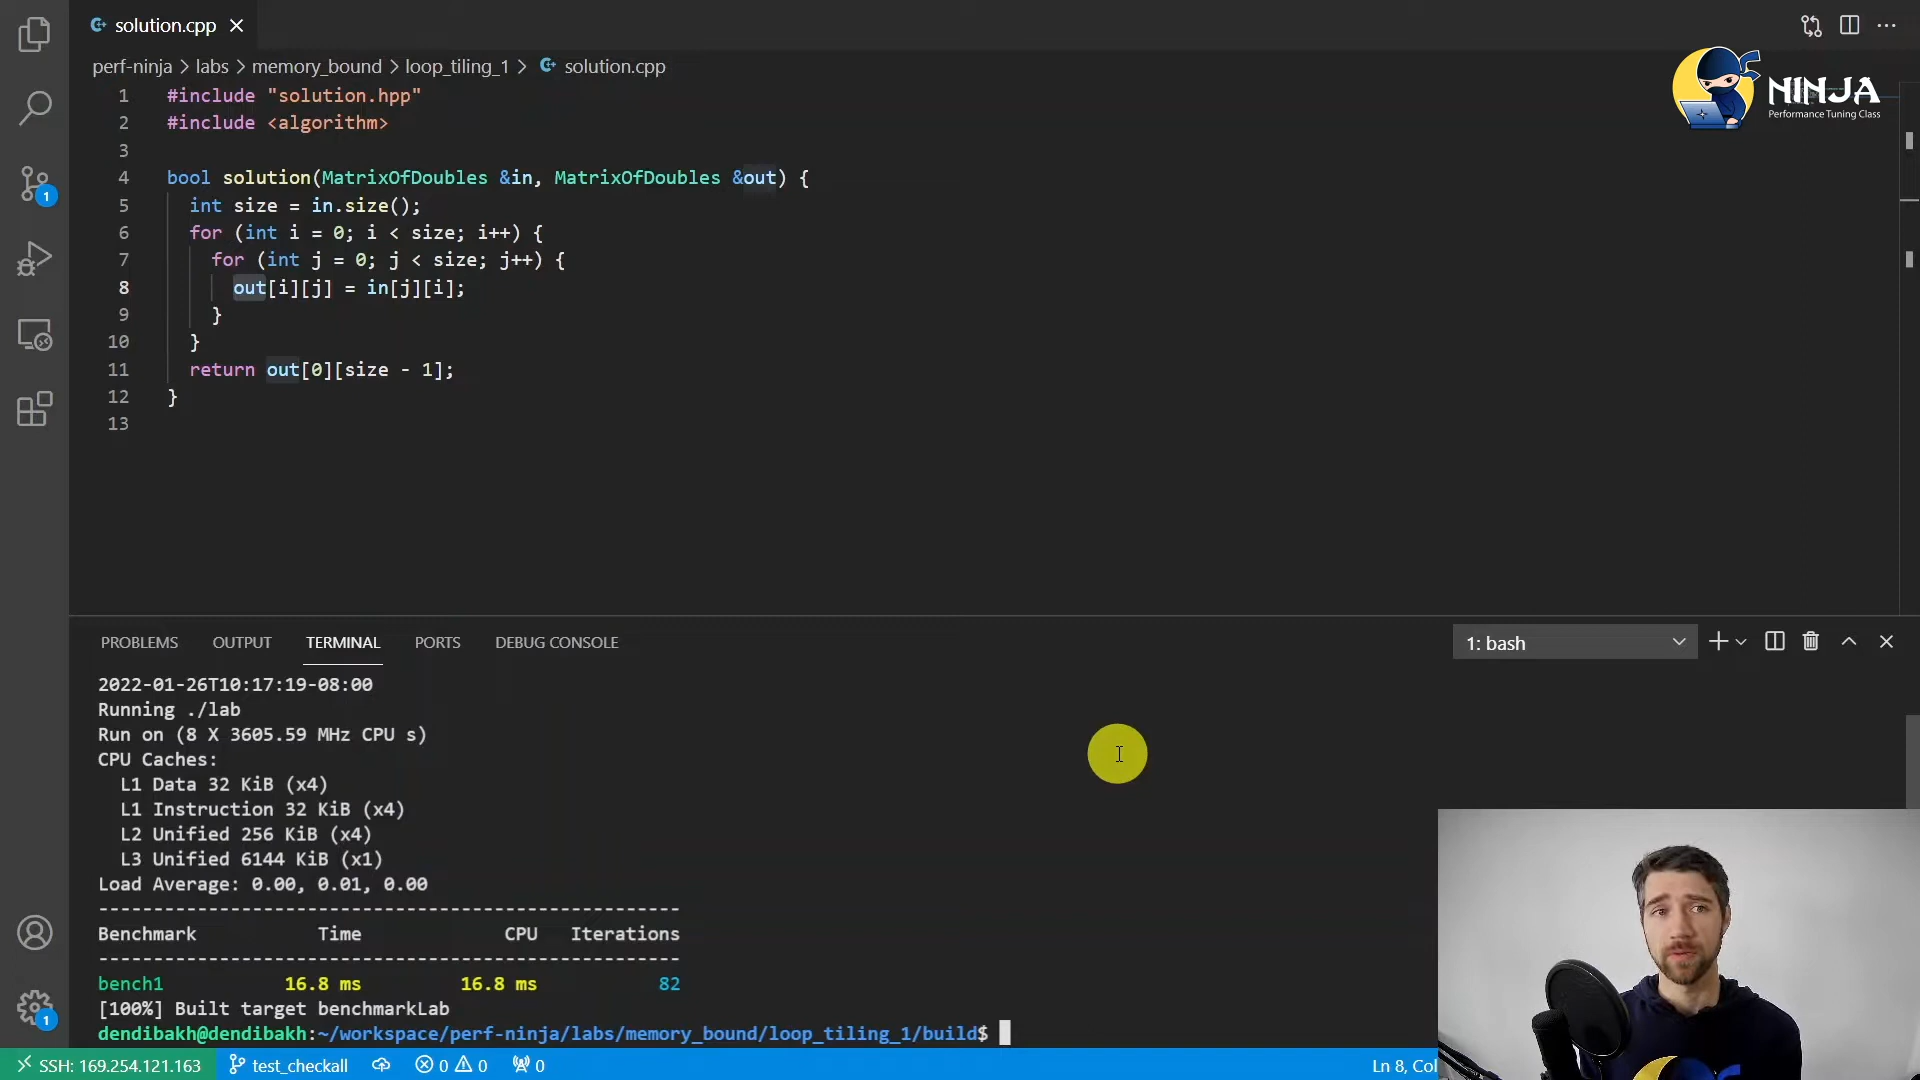 solution.cpp
perf-ninja > labs > memory_bound > loop_tiling_1 > solution.cpp
NINJA
Performance Tuning Class
1 #include "solution.hpp"
2 #include <algorithm>
3
4 bool solution(MatrixOfDoubles &in, MatrixOfDoubles &out) {
5 int size = in.size();
6 for (int i = 0; i < size; i++) {
7 for (int j = 0; j < size; j++) {
8 out[i][j] = in[j][i];
9 }
10 }
11 return out[0][size - 1];
12 }
13
1
PROBLEMS OUTPUT TERMINAL PORTS DEBUG CONSOLE 1: bash
2022-01-26T10:17:19-08:00
Running ./lab
Run on (8 X 3605.59 MHz CPU s)
CPU Caches:
L1 Data 32 KiB (x4)
L1 Instruction 32 KiB (x4)
L2 Unified 256 KiB (x4)
L3 Unified 6144 KiB (x1)
Load Average: 0.00, 0.01, 0.00
-----------------------------------------------------
Benchmark Time CPU Iterations
-----------------------------------------------------
bench1 16.8 ms 16.8 ms 82
[100%] Built target benchmarkLab
dendibakh@dendibakh:~/workspace/perf-ninja/labs/memory_bound/loop_tiling_1/build$
1
SSH: 169.254.121.163 test_checkall 0 0 0 Ln 8, Col